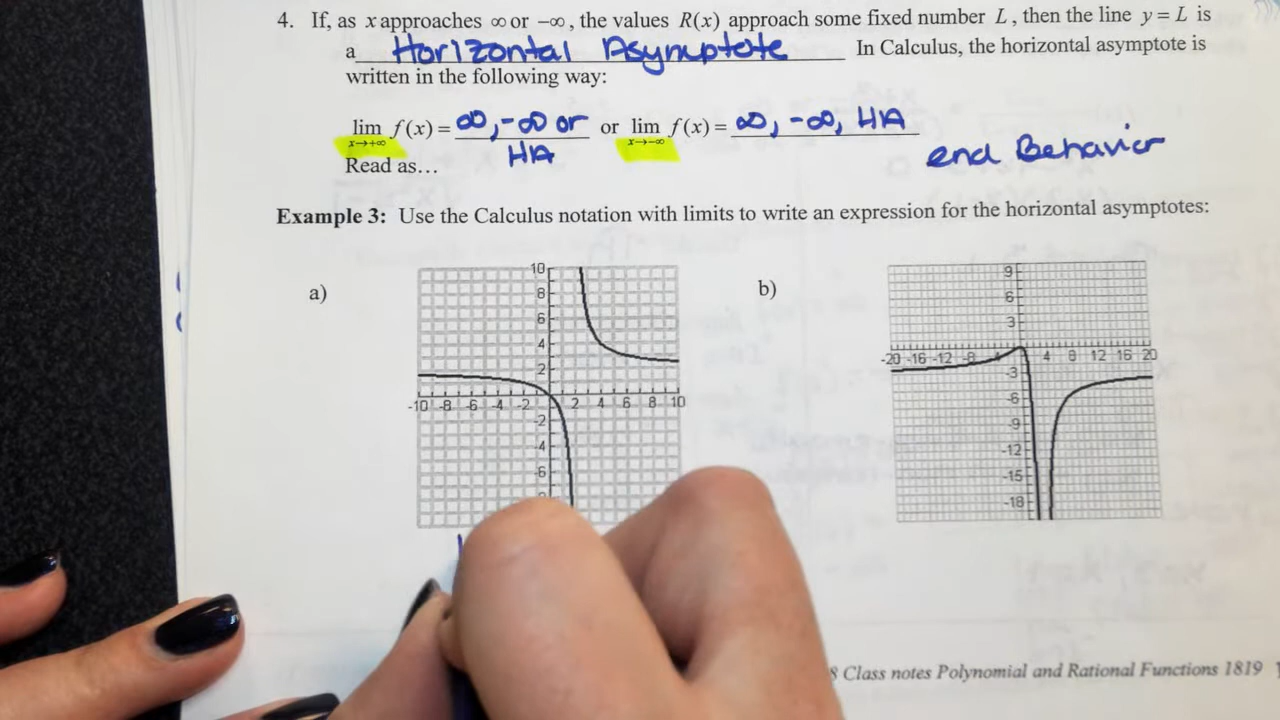 4. If, as x approaches ∞ or −∞, the values R(x) approach some fixed number L, then the line y = L is
a Horizontal Asymptote In Calculus, the horizontal asymptote is
written in the following way:
lim f(x) = ∞, -∞ or or lim f(x) = ∞, -∞, HA
x→+∞ HA x→−∞
end Behavior
Read as...
Example 3: Use the Calculus notation with limits to write an expression for the horizontal asymptotes:
a) b)
10 8 6 4 2 -2 -4 -6
-10 -8 -6 -4 -2 2 4 6 8 10
9 6 3 -3 -6 -9 -12 -15 -18
-20 -16 -12 -8 4 8 12 16 20
8 Class notes Polynomial and Rational Functions 1819